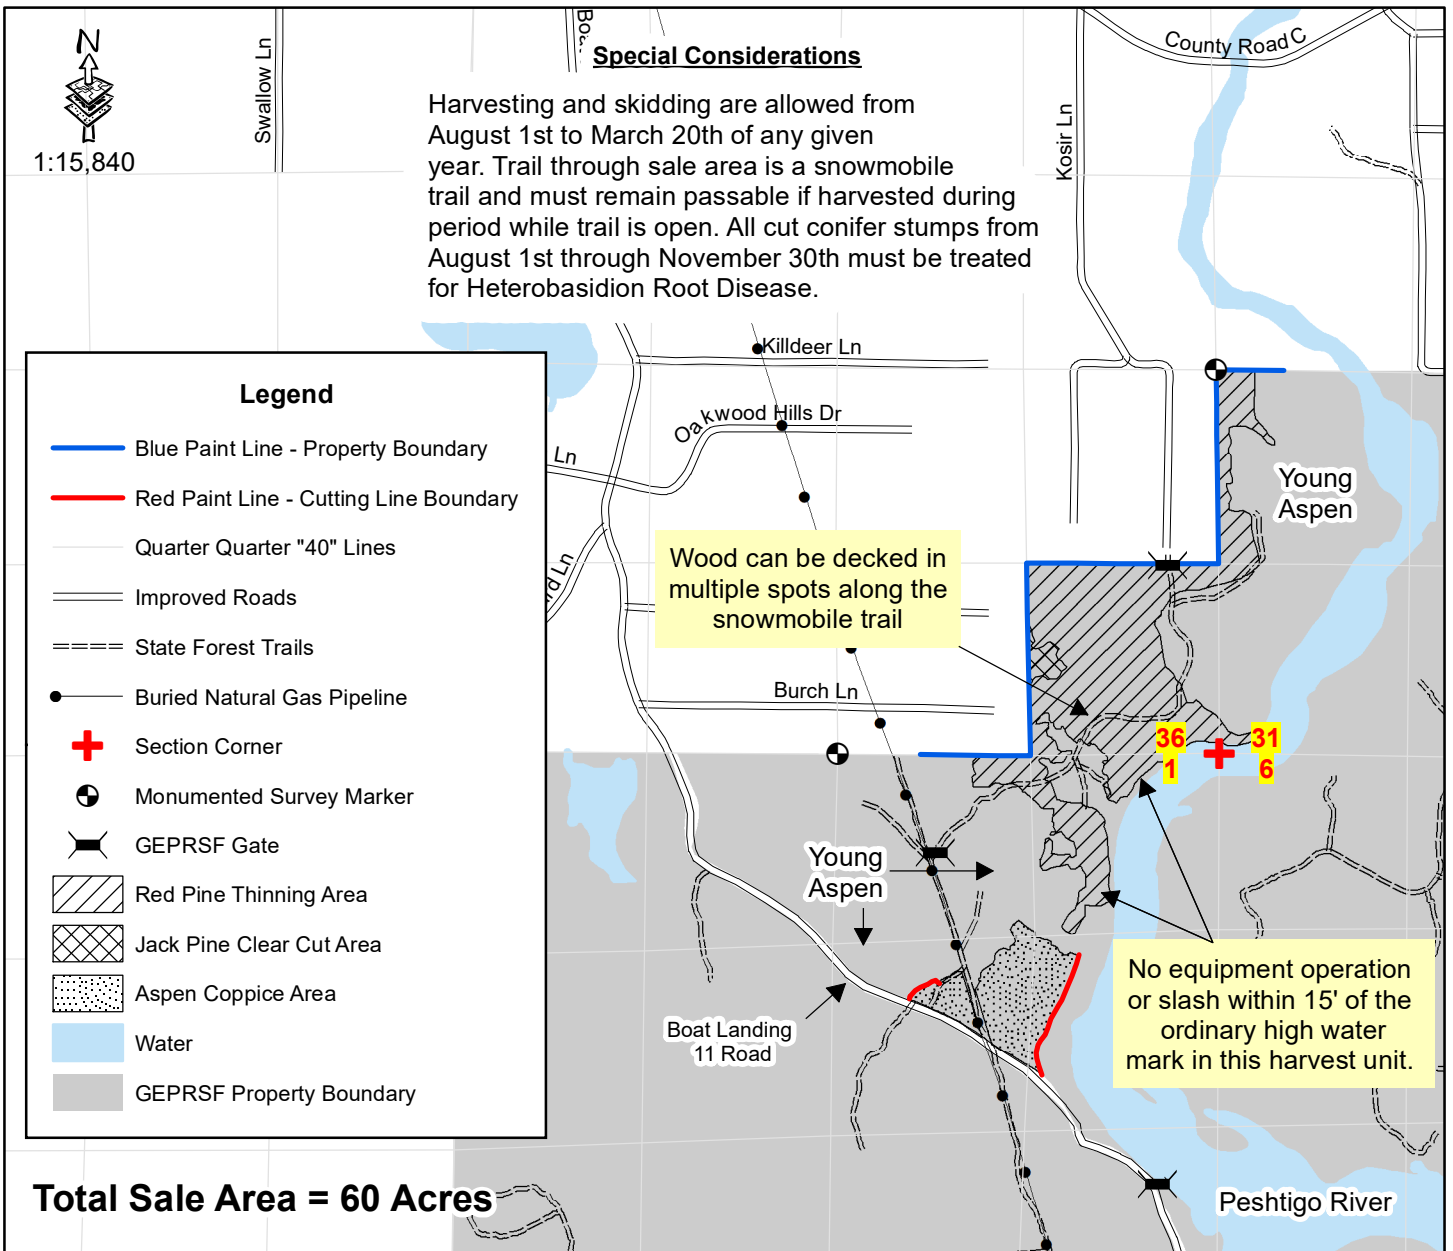 N
1:15,840
Swallow Ln
Special Considerations
County Road C
Harvesting and skidding are allowed from
August 1st to March 20th of any given
year. Trail through sale area is a snowmobile
trail and must remain passable if harvested during
period while trail is open. All cut conifer stumps from
August 1st through November 30th must be treated
for Heterobasidion Root Disease.
Kosir Ln
Killdeer Ln
Oakwood Hills Dr
Ln
Burch Ln
Legend
Blue Paint Line - Property Boundary
Red Paint Line - Cutting Line Boundary
Quarter Quarter "40" Lines
Improved Roads
State Forest Trails
Buried Natural Gas Pipeline
Section Corner
Monumented Survey Marker
GEPRSF Gate
Red Pine Thinning Area
Jack Pine Clear Cut Area
Aspen Coppice Area
Water
GEPRSF Property Boundary
Young
Aspen
Wood can be decked in
multiple spots along the
snowmobile trail
36
1
31
6
Young
Aspen
No equipment operation
or slash within 15' of the
ordinary high water
mark in this harvest unit.
Boat Landing
11 Road
Total Sale Area = 60 Acres
Peshtigo River